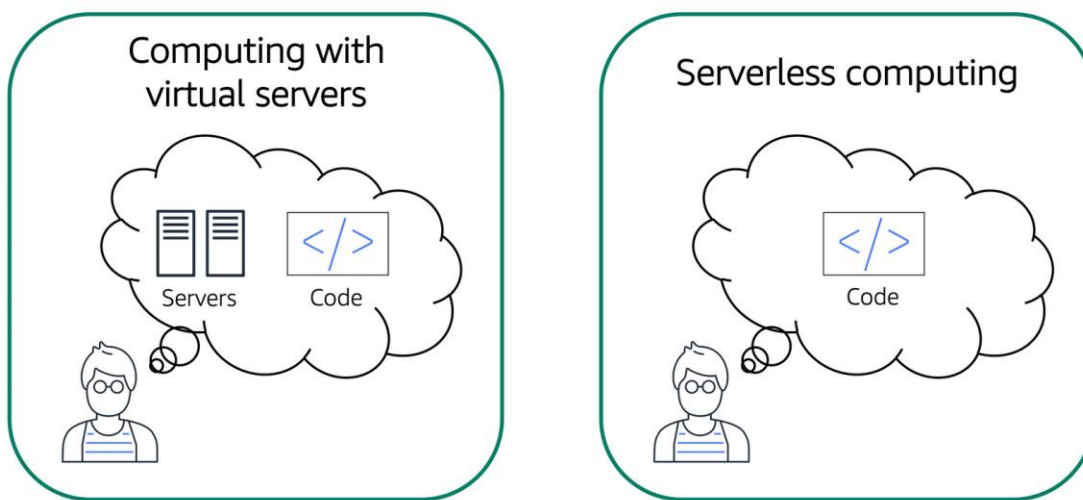 Computing with
virtual servers
</>
Servers
Code
Serverless computing
</>
Code